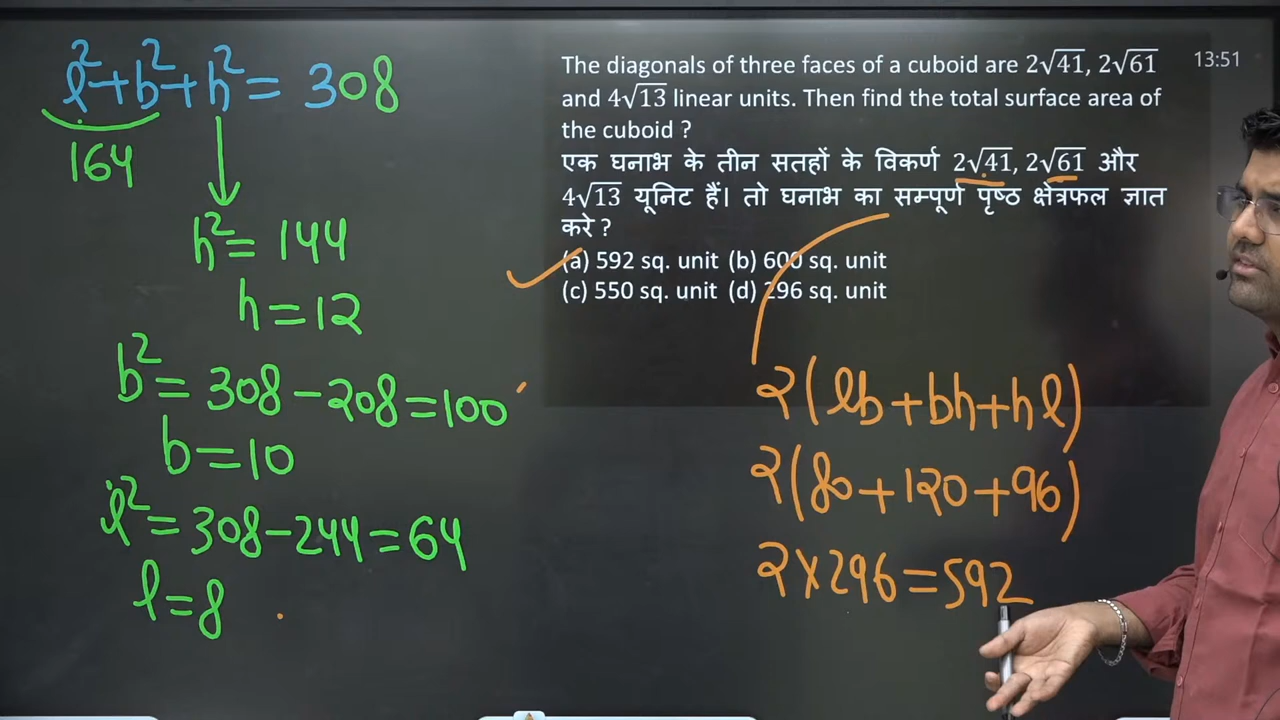 l²+b²+h² = 308
164
h² = 144
h = 12
b² = 308 - 208 = 100
b = 10
l² = 308 - 244 = 64
l = 8
The diagonals of three faces of a cuboid are 2√41, 2√61
and 4√13 linear units. Then find the total surface area of
the cuboid ?
एक घनाभ के तीन सतहों के विकर्ण 2√41, 2√61 और
4√13 यूनिट हैं। तो घनाभ का सम्पूर्ण पृष्ठ क्षेत्रफल ज्ञात
करे ?
(a) 592 sq. unit (b) 600 sq. unit
(c) 550 sq. unit (d) 296 sq. unit
13:51
2(lb+bh+hl)
2(80+120+96)
2×296=592